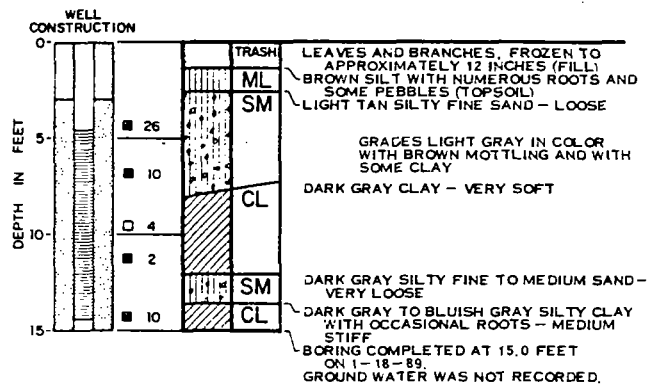 WELL
CONSTRUCTION
0
TRASH
LEAVES AND BRANCHES, FROZEN TO
APPROXIMATELY 12 INCHES (FILL)
ML
BROWN SILT WITH NUMEROUS ROOTS AND
SOME PEBBLES (TOPSOIL)
SM
LIGHT TAN SILTY FINE SAND - LOOSE
26
5
GRADES LIGHT GRAY IN COLOR
WITH BROWN MOTTLING AND WITH
SOME CLAY
10
DEPTH IN FEET
CL
DARK GRAY CLAY - VERY SOFT
4
10
2
SM
DARK GRAY SILTY FINE TO MEDIUM SAND-
VERY LOOSE
CL
DARK GRAY TO BLUISH GRAY SILTY CLAY
WITH OCCASIONAL ROOTS - MEDIUM
STIFF
10
15
BORING COMPLETED AT 15.0 FEET
ON 1-18-89.
GROUND WATER WAS NOT RECORDED.